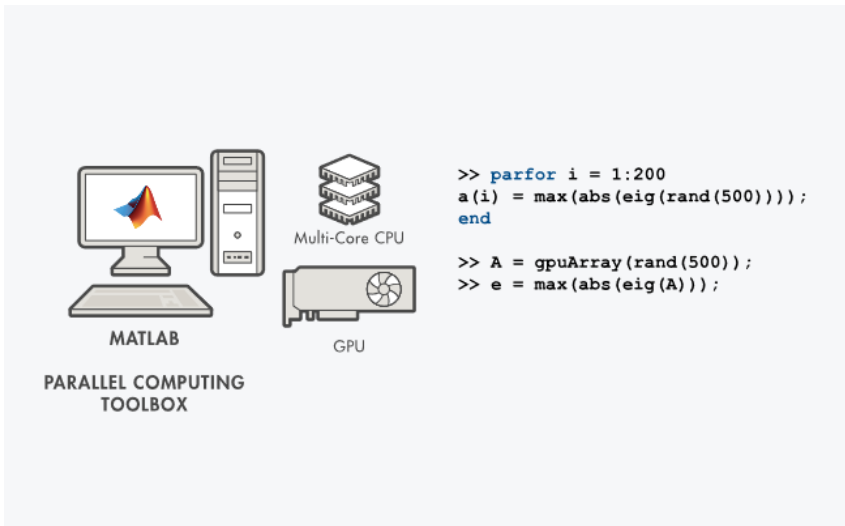 MATLAB
PARALLEL COMPUTING
TOOLBOX
Multi-Core CPU
GPU
>> parfor i = 1:200
a(i) = max(abs(eig(rand(500))));
end
>> A = gpuArray(rand(500));
>> e = max(abs(eig(A)));